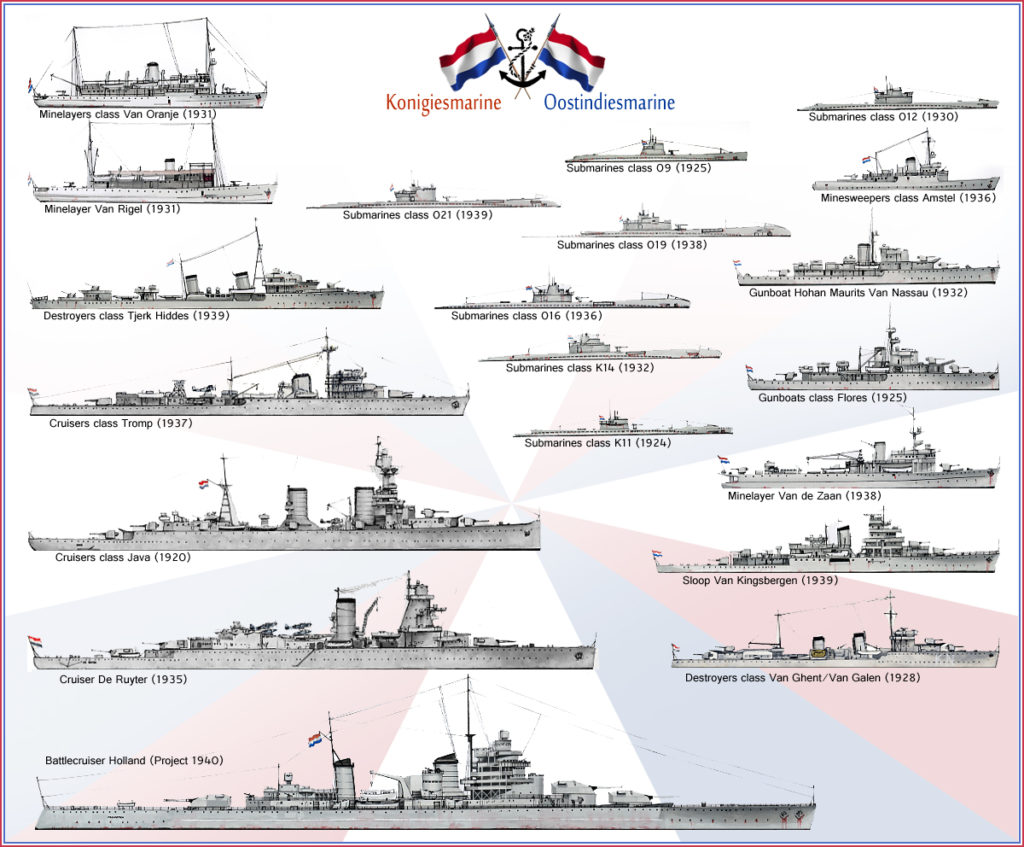 Konigiesmarine Oostindiesmarine
Minelayers class Van Oranje (1931)
Submarines class O12 (1930)
Submarines class O9 (1925)
Minesweepers class Amstel (1936)
Minelayer Van Rigel (1931)
Submarines class O21 (1939)
Submarines class O19 (1938)
Gunboat Hohan Maurits Van Nassau (1932)
Destroyers class Tjerk Hiddes (1939)
Submarines class O16 (1936)
Submarines class K14 (1932)
Gunboats class Flores (1925)
Cruisers class Tromp (1937)
Submarines class K11 (1924)
Minelayer Van de Zaan (1938)
Cruisers class Java (1920)
Sloop Van Kingsbergen (1939)
Cruiser De Ruyter (1935)
Destroyers class Van Ghent/Van Galen (1928)
Battlecruiser Holland (Project 1940)